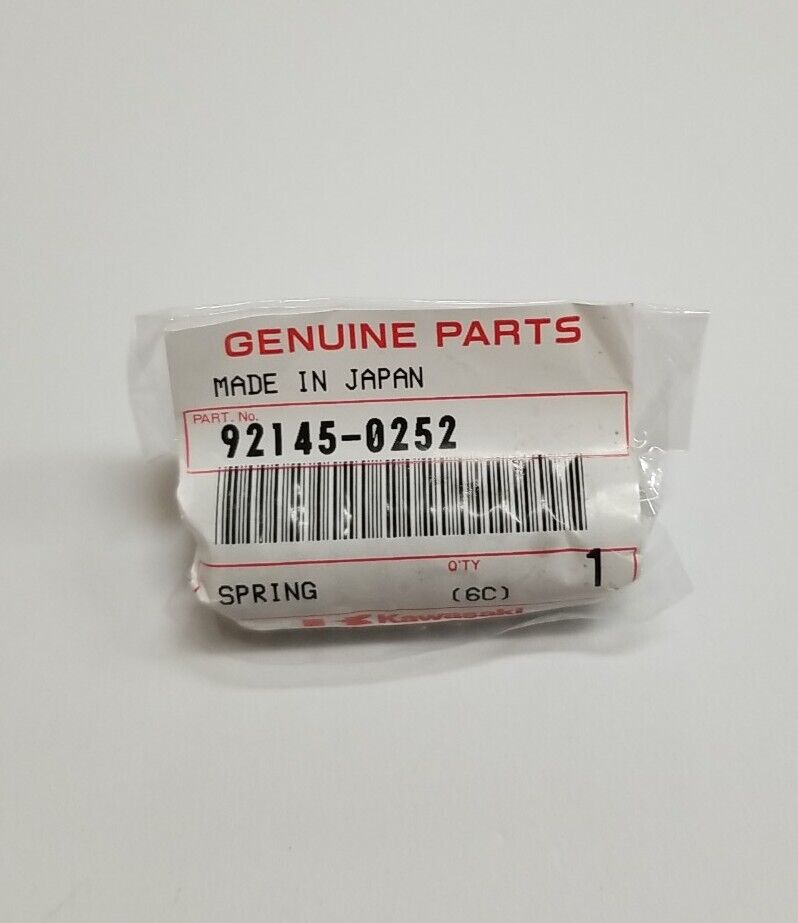 GENUINE PARTS
MADE IN JAPAN
PART. No.
92145-0252
Q'TY 1
SPRING (6C)
Kawasaki